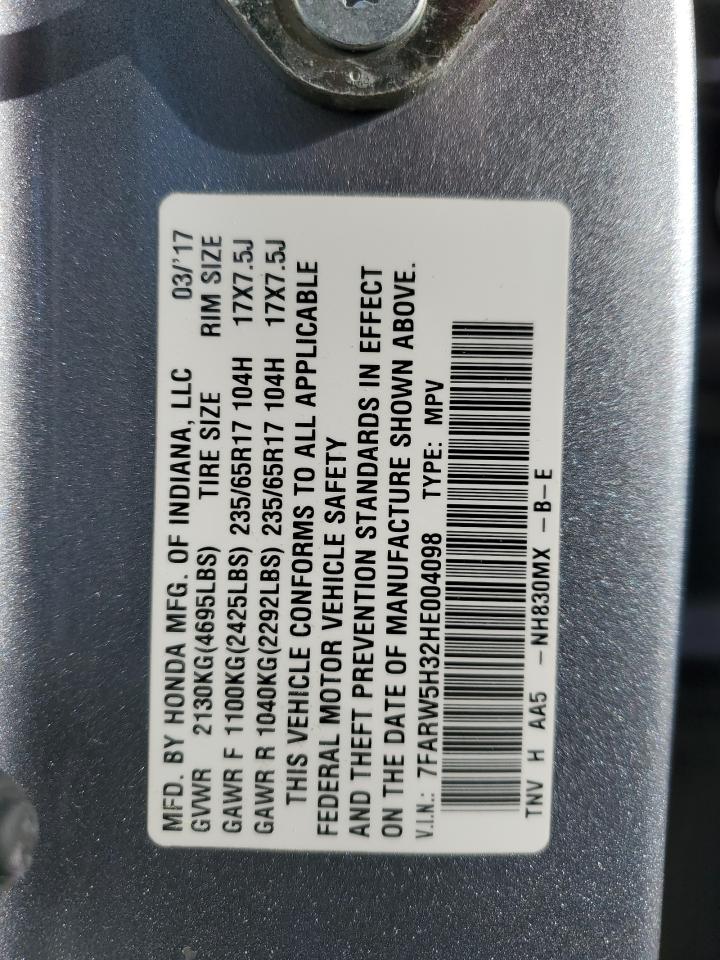 MFD. BY HONDA MFG. OF INDIANA, LLC 03/'17
GVWR 2130KG(4695LBS) TIRE SIZE RIM SIZE
GAWR F 1100KG(2425LBS) 235/65R17 104H 17X7.5J
GAWR R 1040KG(2292LBS) 235/65R17 104H 17X7.5J
THIS VEHICLE CONFORMS TO ALL APPLICABLE
FEDERAL MOTOR VEHICLE SAFETY
AND THEFT PREVENTION STANDARDS IN EFFECT
ON THE DATE OF MANUFACTURE SHOWN ABOVE.
V.I.N.: 7FARW5H32HE004098 TYPE: MPV
TNV H AA5 -NH830MX -B-E